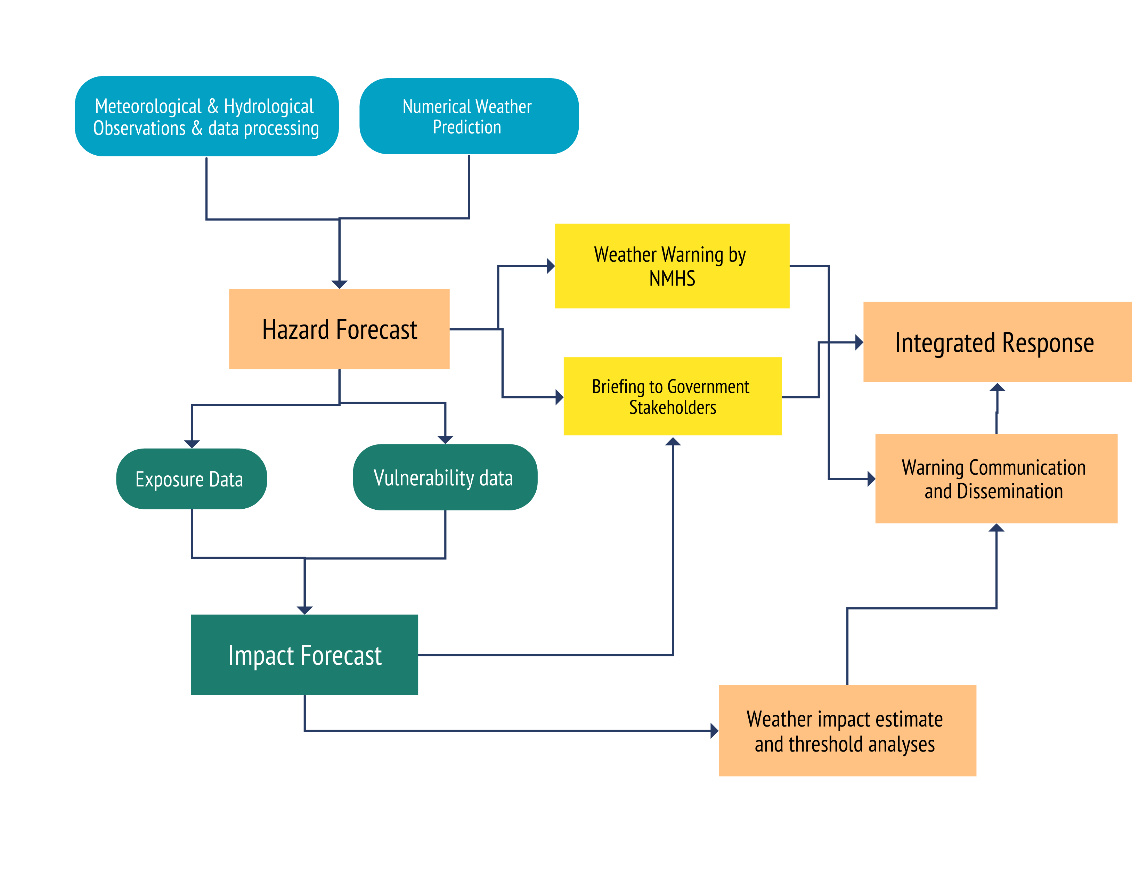 Meteorological & Hydrological
Observations & data processing
Numerical Weather
Prediction
Weather Warning by
NMHS
Hazard Forecast
Integrated Response
Briefing to Government
Stakeholders
Exposure Data
Vulnerability data
Warning Communication
and Dissemination
Impact Forecast
Weather impact estimate
and threshold analyses